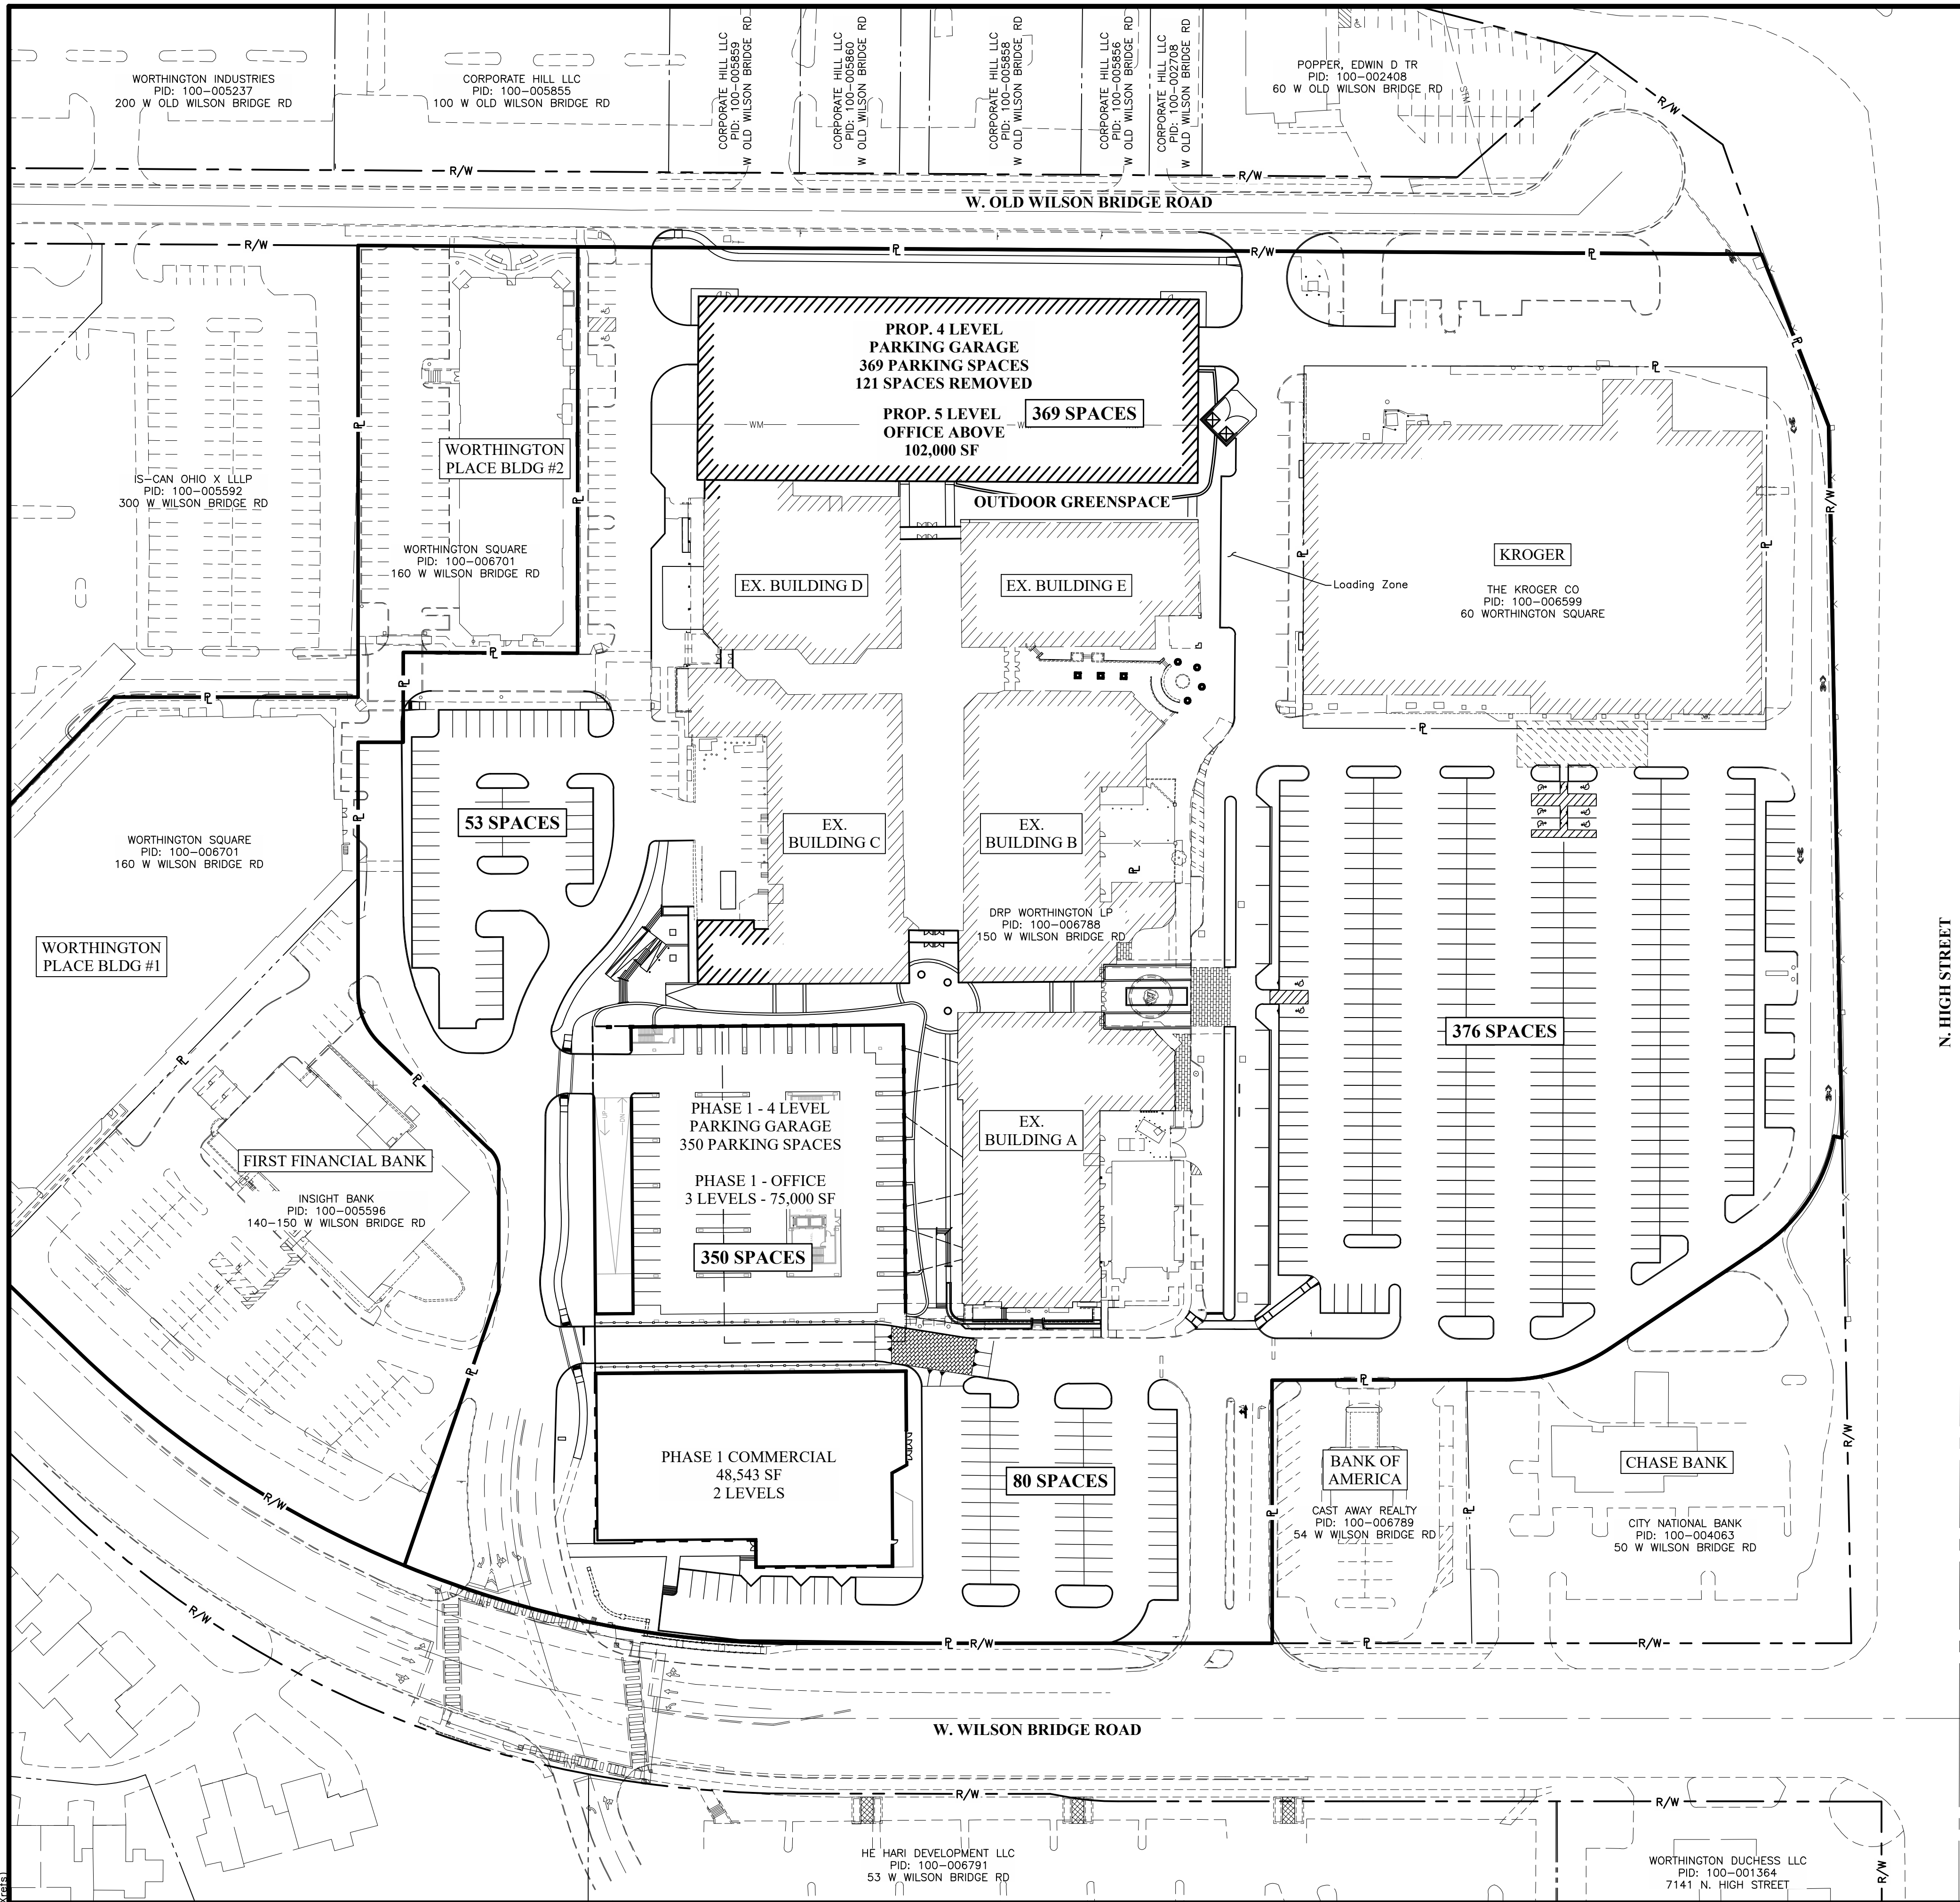 WORTHINGTON INDUSTRIES
PID: 100-005237
200 W OLD WILSON BRIDGE RD
CORPORATE HILL LLC
PID: 100-005855
100 W OLD WILSON BRIDGE RD
CORPORATE HILL LLC
PID: 100-005859
W OLD WILSON BRIDGE RD
CORPORATE HILL LLC
PID: 100-005860
W OLD WILSON BRIDGE RD
CORPORATE HILL LLC
PID: 100-005858
W OLD WILSON BRIDGE RD
CORPORATE HILL LLC
PID: 100-005856
W OLD WILSON BRIDGE RD
CORPORATE HILL LLC
PID: 100-002708
W OLD WILSON BRIDGE RD
POPPER, EDWIN D TR
PID: 100-002408
60 W OLD WILSON BRIDGE RD
R/W
R/W
R/W
W. OLD WILSON BRIDGE ROAD
R/W
R/W
PROP. 4 LEVEL
PARKING GARAGE
369 PARKING SPACES
121 SPACES REMOVED
PROP. 5 LEVEL
OFFICE ABOVE
102,000 SF
369 SPACES
WM
OUTDOOR GREENSPACE
WORTHINGTON
PLACE BLDG #2
IS-CAN OHIO X LLLP
PID: 100-005592
300 W WILSON BRIDGE RD
WORTHINGTON SQUARE
PID: 100-006701
160 W WILSON BRIDGE RD
EX. BUILDING D
EX. BUILDING E
Loading Zone
KROGER
THE KROGER CO
PID: 100-006599
60 WORTHINGTON SQUARE
R/W
53 SPACES
WORTHINGTON SQUARE
PID: 100-006701
160 W WILSON BRIDGE RD
EX.
BUILDING C
EX.
BUILDING B
DRP WORTHINGTON LP
PID: 100-006788
150 W WILSON BRIDGE RD
WORTHINGTON
PLACE BLDG #1
376 SPACES
N. HIGH STREET
PHASE 1 - 4 LEVEL
PARKING GARAGE
350 PARKING SPACES
PHASE 1 - OFFICE
3 LEVELS - 75,000 SF
350 SPACES
UP
DN
EX.
BUILDING A
FIRST FINANCIAL BANK
INSIGHT BANK
PID: 100-005596
140-150 W WILSON BRIDGE RD
PHASE 1 COMMERCIAL
48,543 SF
2 LEVELS
80 SPACES
BANK OF
AMERICA
CAST AWAY REALTY
PID: 100-006789
54 W WILSON BRIDGE RD
CHASE BANK
CITY NATIONAL BANK
PID: 100-004063
50 W WILSON BRIDGE RD
R/W
R/W
R/W
R/W
R/W
W. WILSON BRIDGE ROAD
R/W
R/W
R/W
HE HARI DEVELOPMENT LLC
PID: 100-006791
53 W WILSON BRIDGE RD
WORTHINGTON DUCHESS LLC
PID: 100-001364
7141 N. HIGH STREET